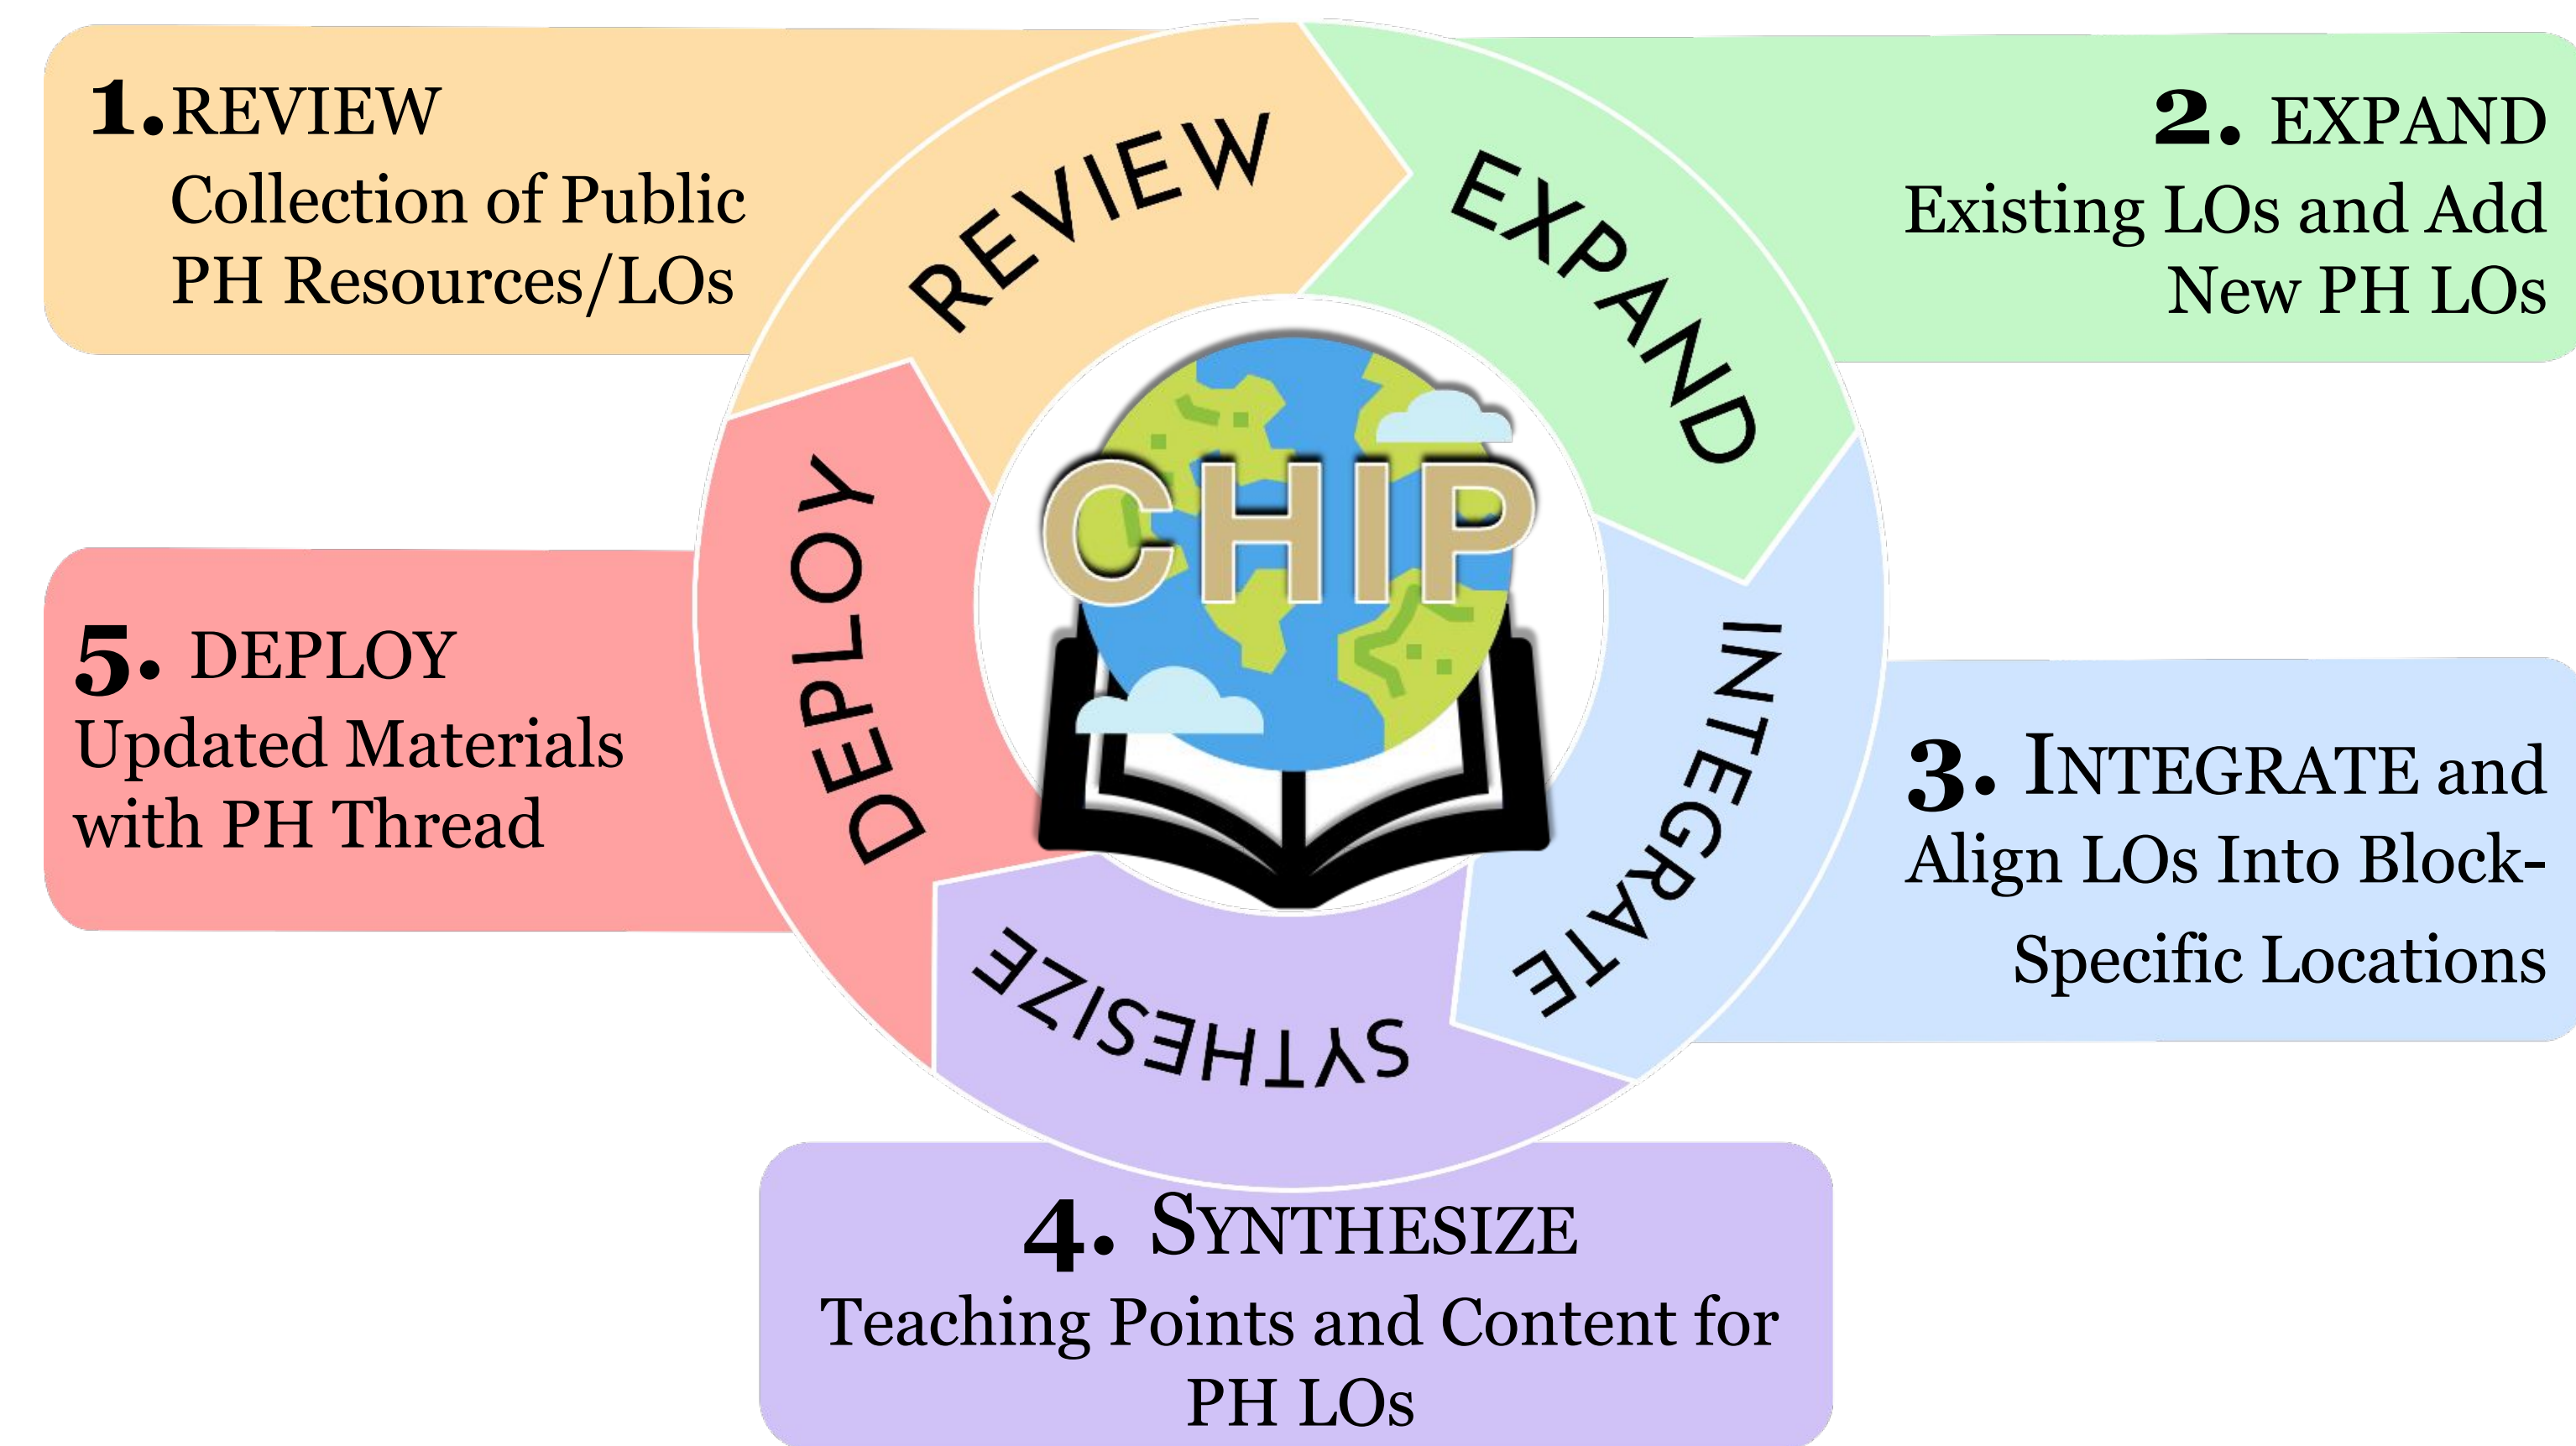 1. REVIEW
Collection of Public
PH Resources/LOs
2. EXPAND
Existing LOs and Add
New PH LOs
3. INTEGRATE and
Align LOs Into Block-
Specific Locations
4. SYNTHESIZE
Teaching Points and Content for
PH LOs
5. DEPLOY
Updated Materials
with PH Thread
REVIEW
EXPAND
INTEGRATE
SYTHESIZE
DEPLOY
CHIP